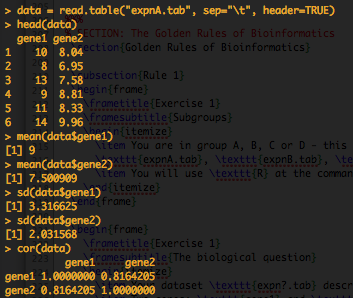 > data = read.table("expnA.tab", sep="\t", header=TRUE)
> head(data)
SECTION: The Golden Rules of Bioinformatics
gene1 gene2
section{Golden Rules of Bioinformatics
1 10 8.04
2 8 6.95
subsection{Rule 1}
3 13 7.58
begin{frame}
4 9 8.81
\frametitle{Exercise 1}
5 11 8.33
\framesubtitle{Subgroups}
6 14 9.96
begin{itemize}
> mean(data$gene1)
\item You are in group A, B, C or D - this
[1] 9
\texttt{expnA.tab}, \texttt{expnB.tab},
> mean(data$gene2)
\item You will use \texttt{R} at the comman
[1] 7.500909
> sd(data$gene1)
[1] 3.316625
> sd(data$gene2)
begin{frame}
[1] 2.031568
\frametitle{Exercise 1}
> cor(data)
\framesubtitle{The biological question}
gene1 gene2
gene1 1.0000000 0.8164205
dataset \texttt{expn?.tab} descr
gene2 0.8164205 1.0000000